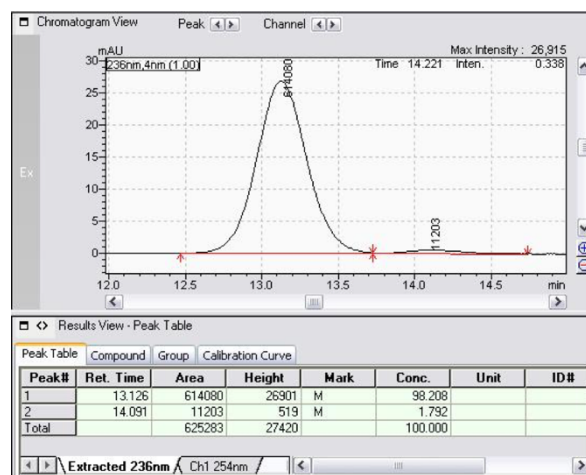 Chromatogram View Peak Channel
mAU Max Intensity : 26,915
236nm,4nm (1.00) Time 14.221 Inten. 0.338
30
25
20
15
10
5
0
614080
11203
Ex
12.0 12.5 13.0 13.5 14.0 14.5 min
Results View - Peak Table
Peak Table Compound Group Calibration Curve
Peak# Ret. Time Area Height Mark Conc. Unit ID#
1 13.126 614080 26901 M 98.208
2 14.091 11203 519 M 1.792
Total 625283 27420 100.000
Extracted 236nm Ch1 254nm